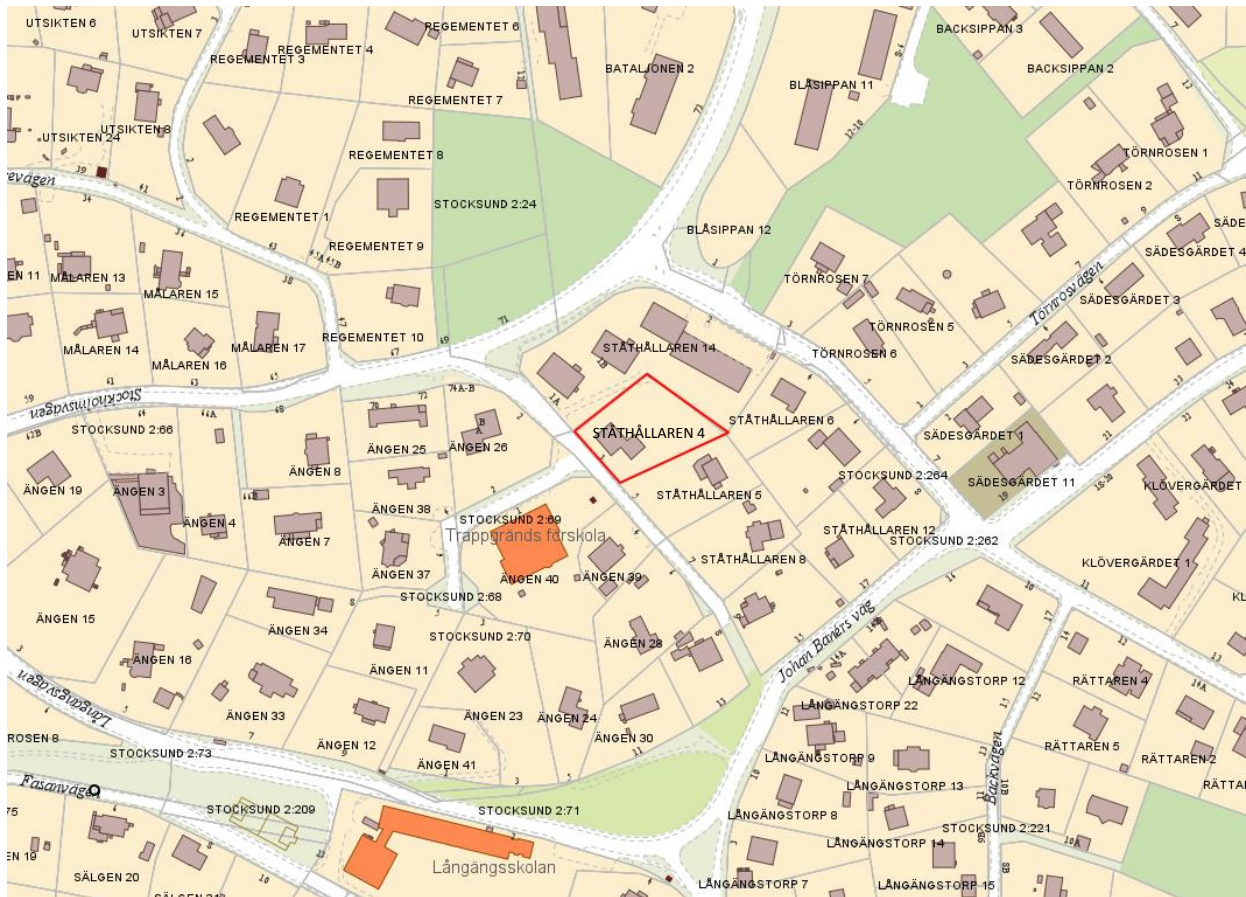 UTSIKTEN 6
UTSIKTEN 7
REGEMENTET 3
REGEMENTET 4
REGEMENTET 6
BATALJONEN 2
BACKSIPPAN 3
BACKSIPPAN 2
REGEMENTET 7
BLÅSIPPAN 11
UTSIKTEN 8
UTSIKTEN 24
REGEMENTET 8
TÖRNROSEN 1
TÖRNROSEN 2
STOCKSUND 2:24
REGEMENTET 1
BLÅSIPPAN 12
REGEMENTET 9
SÄDESGÄRDET 4
MÅLAREN 13
MÅLAREN 15
TÖRNROSEN 7
SÄDESGÄRDET 3
Törnrosvägen
TÖRNROSEN 5
REGEMENTET 10
MÅLAREN 14
MÅLAREN 16
MÅLAREN 17
STÅTHÅLLAREN 14
TÖRNROSEN 6
SÄDESGÄRDET 2
Stockholmsvägen
74A-B
STOCKSUND 2:66
STÅTHÅLLAREN 4
STÅTHÅLLAREN 6
SÄDESGÄRDET 1
ÄNGEN 25
ÄNGEN 26
ÄNGEN 8
STOCKSUND 2:264
SÄDESGÄRDET 11
KLÖVERGÄRDET
ÄNGEN 19
ÄNGEN 3
STÅTHÅLLAREN 5
ÄNGEN 38
ÄNGEN 4
ÄNGEN 7
STOCKSUND 2:69
Trappgränds förskola
STÅTHÅLLAREN 12
STOCKSUND 2:262
STÅTHÅLLAREN 8
KLÖVERGÄRDET 1
ÄNGEN 37
ÄNGEN 40
ÄNGEN 39
STOCKSUND 2:68
ÄNGEN 15
ÄNGEN 34
STOCKSUND 2:70
ÄNGEN 28
Johan Banérs väg
ÄNGEN 16
ÄNGEN 11
LÅNGÄNGSTORP 12
RÄTTAREN 4
Långängsvägen
ÄNGEN 33
ÄNGEN 23
ÄNGEN 24
LÅNGÄNGSTORP 22
ROSEN 8
STOCKSUND 2:73
ÄNGEN 12
ÄNGEN 30
RÄTTAREN 5
RÄTTAREN 2
Backvägen
LÅNGÄNGSTORP 9
ÄNGEN 41
Fasanvägen
LÅNGÄNGSTORP 13
STOCKSUND 2:209
STOCKSUND 2:71
LÅNGÄNGSTORP 8
STOCKSUND 2:221
LÅNGÄNGSTORP 14
Långängsskolan
SÄLGEN 20
LÅNGÄNGSTORP 7
LÅNGÄNGSTORP 15